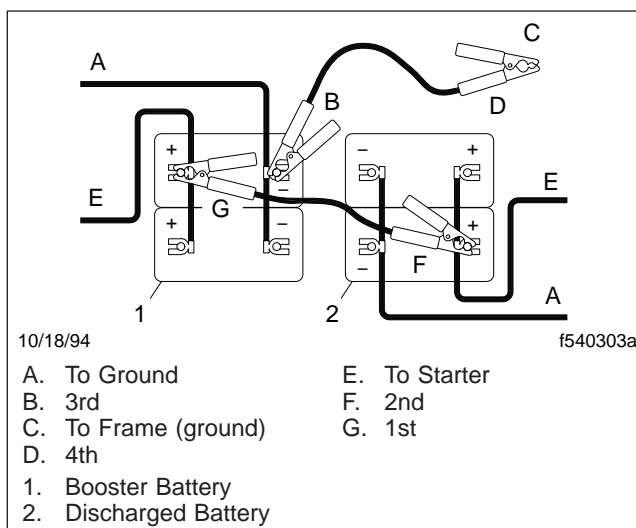 C
A
B
D
– +
+ –
E
E
G
+ – +
F
–
A
1 2
10/18/94 f540303a
A. To Ground
B. 3rd
C. To Frame (ground)
D. 4th
E. To Starter
F. 2nd
G. 1st
1. Booster Battery
2. Discharged Battery